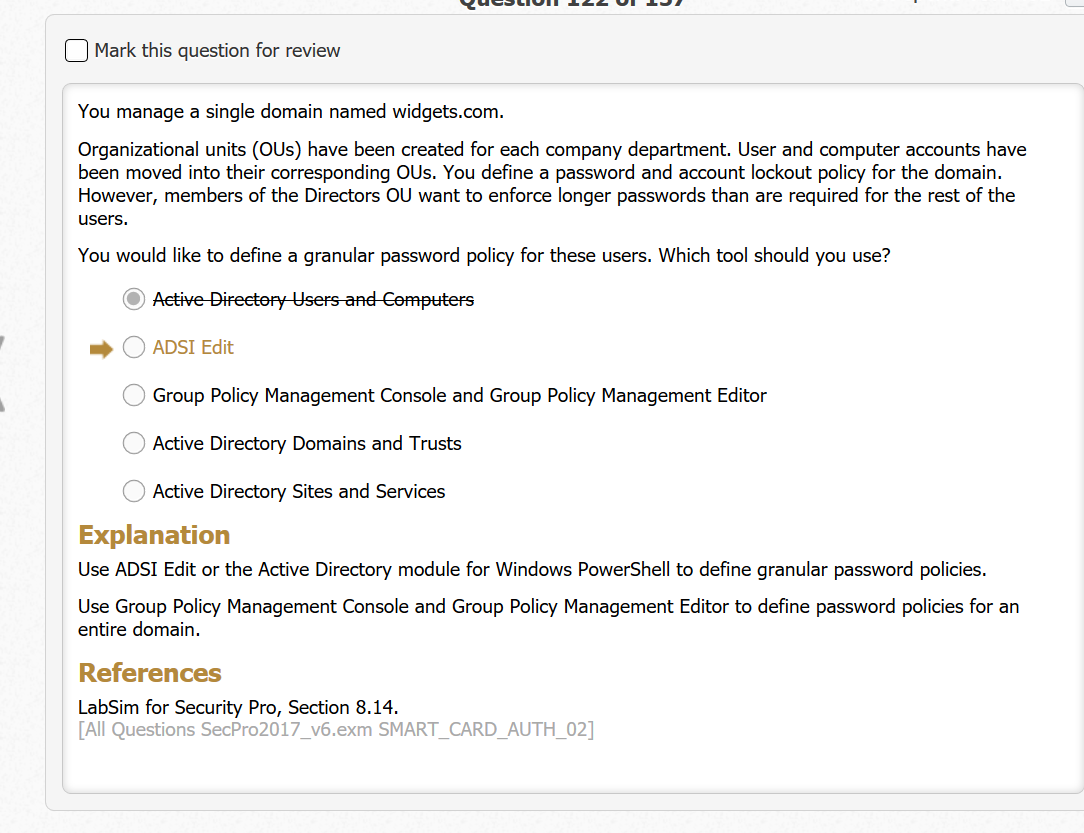 Question 122 of 157
Mark this question for review
You manage a single domain named widgets.com.
Organizational units (OUs) have been created for each company department. User and computer accounts have
been moved into their corresponding OUs. You define a password and account lockout policy for the domain.
However, members of the Directors OU want to enforce longer passwords than are required for the rest of the
users.
You would like to define a granular password policy for these users. Which tool should you use?
Active Directory Users and Computers
ADSI Edit
Group Policy Management Console and Group Policy Management Editor
Active Directory Domains and Trusts
Active Directory Sites and Services
Explanation
Use ADSI Edit or the Active Directory module for Windows PowerShell to define granular password policies.
Use Group Policy Management Console and Group Policy Management Editor to define password policies for an
entire domain.
References
LabSim for Security Pro, Section 8.14.
[All Questions SecPro2017_v6.exm SMART_CARD_AUTH_02]